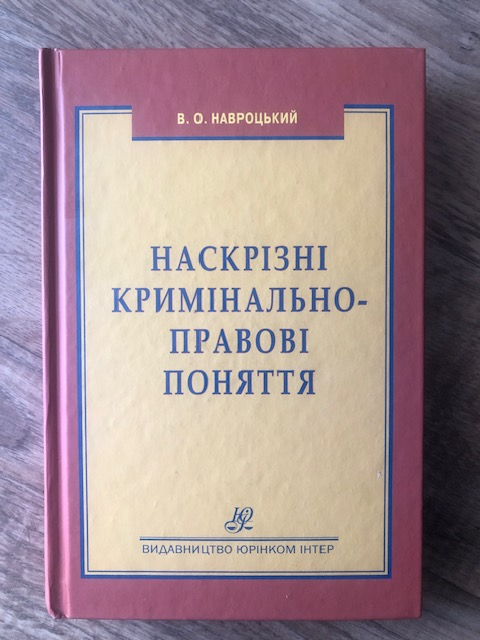 В. О. НАВРОЦЬКИЙ
НАСКРІЗНІ
КРИМІНАЛЬНО-
ПРАВОВІ
ПОНЯТТЯ
ВИДАВНИЦТВО ЮРІНКОМ ІНТЕР